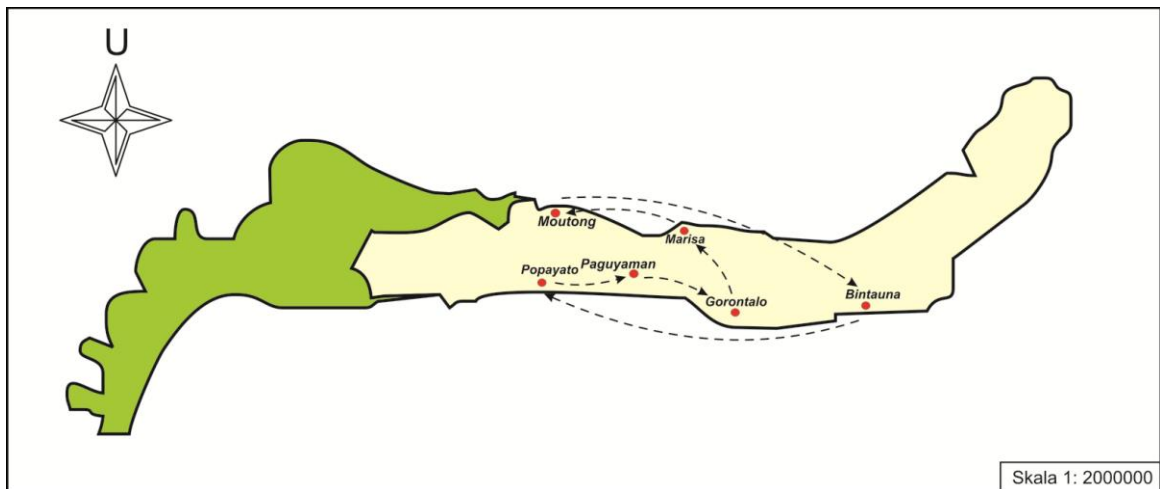 U
Moutong
Marisa
Popayato
Paguyaman
Gorontalo
Bintauna
Skala 1: 2000000